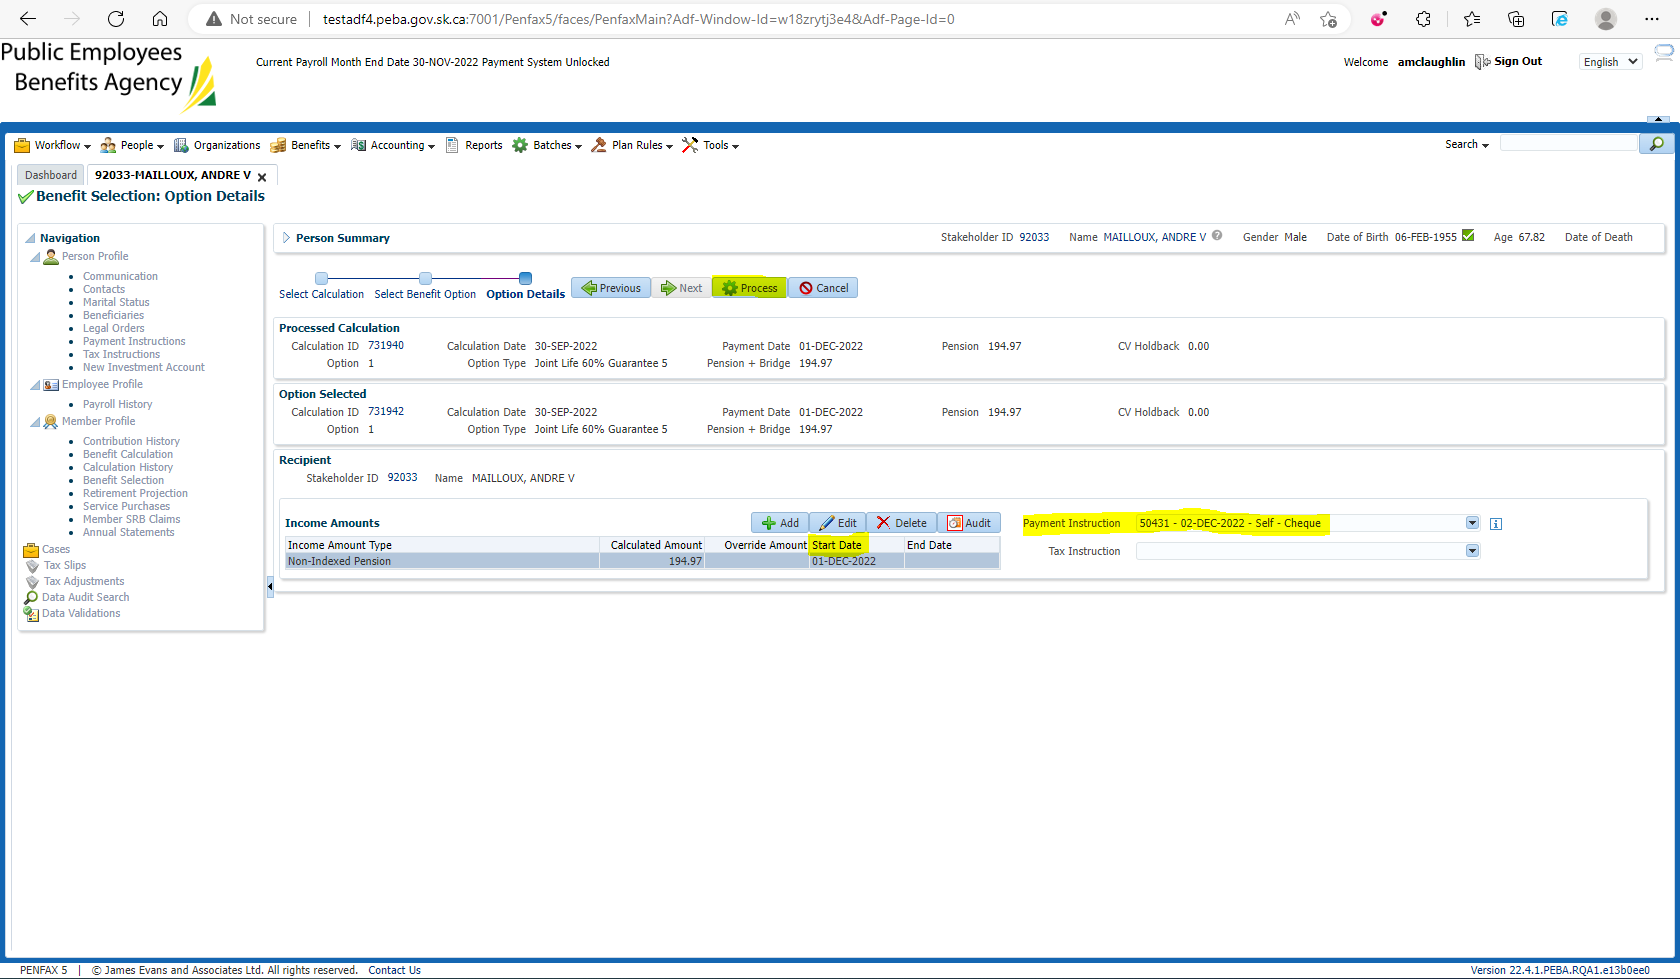 Not secure
testadf4.peba.gov.sk.ca:7001/Penfax5/faces/PenfaxMain?Adf-Window-Id=w18zrytj3e4&Adf-Page-Id=0
Public Employees
Benefits Agency
Current Payroll Month End Date 30-NOV-2022 Payment System Unlocked
Welcome amclaughlin Sign Out English
Workflow People Organizations Benefits Accounting Reports Batches Plan Rules Tools Search
Dashboard 92033-MAILLOUX, ANDRE V
Benefit Selection: Option Details
Navigation
Person Profile
Communication
Contacts
Marital Status
Beneficiaries
Legal Orders
Payment Instructions
Tax Instructions
New Investment Account
Employee Profile
Payroll History
Member Profile
Contribution History
Benefit Calculation
Calculation History
Benefit Selection
Retirement Projection
Service Purchases
Member SRB Claims
Annual Statements
Cases
Tax Slips
Tax Adjustments
Data Audit Search
Data Validations
Person Summary Stakeholder ID 92033 Name MAILLOUX, ANDRE V Gender Male Date of Birth 06-FEB-1955 Age 67.82 Date of Death
Select Calculation Select Benefit Option Option Details Previous Next Process Cancel
Processed Calculation
Calculation ID 731940 Calculation Date 30-SEP-2022 Payment Date 01-DEC-2022 Pension 194.97 CV Holdback 0.00
Option 1 Option Type Joint Life 60% Guarantee 5 Pension + Bridge 194.97
Option Selected
Calculation ID 731942 Calculation Date 30-SEP-2022 Payment Date 01-DEC-2022 Pension 194.97 CV Holdback 0.00
Option 1 Option Type Joint Life 60% Guarantee 5 Pension + Bridge 194.97
Recipient
Stakeholder ID 92033 Name MAILLOUX, ANDRE V
Income Amounts Add Edit Delete Audit
Income Amount Type Calculated Amount Override Amount Start Date End Date
Non-Indexed Pension 194.97 01-DEC-2022
Payment Instruction 50431 - 02-DEC-2022 - Self - Cheque
Tax Instruction
PENFAX 5 | © James Evans and Associates Ltd. All rights reserved. Contact Us
Version 22.4.1.PEBA.RQA1.e13b0ee0